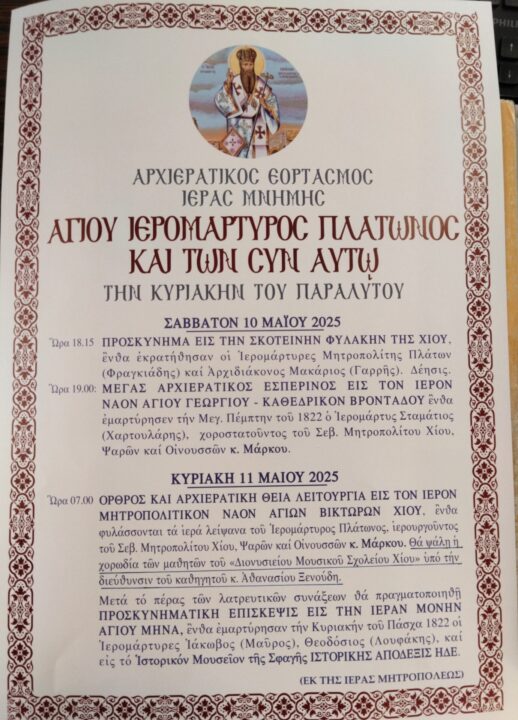 ΑΡΧΙΕΡΑΤΙΚΟΣ ΕΟΡΤΑΣΜΟΣ
ΙΕΡΑΣ ΜΝΗΜΗΣ
ΑΓΙΟΥ ΙΕΡΟΜΑΡΤΥΡΟΣ ΠΛΑΤΩΝΟΣ
ΚΑΙ ΤΩΝ ΣΥΝ ΑΥΤῼ
ΤΗΝ ΚΥΡΙΑΚΗΝ ΤΟΥ ΠΑΡΑΛΥΤΟΥ
ΣΑΒΒΑΤΟΝ 10 ΜΑΪΟΥ 2025
Ὥρα 18.15 ΠΡΟΣΚΥΝΗΜΑ ΕΙΣ ΤΗΝ ΣΚΟΤΕΙΝΗΝ ΦΥΛΑΚΗΝ ΤΗΣ ΧΙΟΥ,
ἔνθα ἐκρατήθησαν οἱ Ἱερομάρτυρες Μητροπολίτης Πλάτων
(Φραγκιάδης) καί Ἀρχιδιάκονος Μακάριος (Γαρρῆς). Δέησις.
Ὥρα 19.00: ΜΕΓΑΣ ΑΡΧΙΕΡΑΤΙΚΟΣ ΕΣΠΕΡΙΝΟΣ ΕΙΣ ΤΟΝ ΙΕΡΟΝ
ΝΑΟΝ ΑΓΙΟΥ ΓΕΩΡΓΙΟΥ - ΚΑΘΕΔΡΙΚΟΝ ΒΡΟΝΤΑΔΟΥ ἔνθα
ἐμαρτύρησεν τήν Μεγ. Πέμπτην τοῦ 1822 ὁ Ἱερομάρτυς Σταμάτιος
(Χαρτουλάρης), χοροστατοῦντος τοῦ Σεβ. Μητροπολίτου Χίου,
Ψαρῶν καί Οἰνουσσῶν κ. Μάρκου.
ΚΥΡΙΑΚΗ 11 ΜΑΙΟΥ 2025
Ὥρα 07.00 ΟΡΘΡΟΣ ΚΑΙ ΑΡΧΙΕΡΑΤΙΚΗ ΘΕΙΑ ΛΕΙΤΟΥΡΓΙΑ ΕΙΣ ΤΟΝ ΙΕΡΟΝ
ΜΗΤΡΟΠΟΛΙΤΙΚΟΝ ΝΑΟΝ ΑΓΙΩΝ ΒΙΚΤΩΡΩΝ ΧΙΟΥ, ἔνθα
φυλάσσονται τά ἱερά λείψανα τοῦ Ἱερομάρτυρος Πλάτωνος, ἱερουργοῦντος
τοῦ Σεβ. Μητροπολίτου Χίου, Ψαρῶν καί Οἰνουσσῶν κ. Μάρκου. Θά ψάλῃ ἡ
χορωδία τῶν μαθητῶν τοῦ «Διονυσίειου Μουσικοῦ Σχολείου Χίου» ὑπό τήν
διεύθυνσιν τοῦ καθηγητοῦ κ. Ἀθανασίου Ξενούδη.
Μετά τό πέρας τῶν λατρευτικῶν συνάξεων θά πραγματοποιηθῇ
ΠΡΟΣΚΥΝΗΜΑΤΙΚΗ ΕΠΙΣΚΕΨΙΣ ΕΙΣ ΤΗΝ ΙΕΡΑΝ ΜΟΝΗΝ
ΑΓΙΟΥ ΜΗΝΑ, ἔνθα ἐμαρτύρησαν τήν Κυριακήν τοῦ Πάσχα 1822 οἱ
Ἱερομάρτυρες Ἰάκωβος (Μαῦρος), Θεοδόσιος (Λουφάκης), καί
εἰς τό Ἱστορικόν Μουσεῖον τῆς Σφαγῆς ΙΣΤΟΡΙΚΗΣ ΑΠΟΔΕΞΙΣ ΗΔΕ.
(ΕΚ ΤΗΣ ΙΕΡΑΣ ΜΗΤΡΟΠΟΛΕΩΣ)